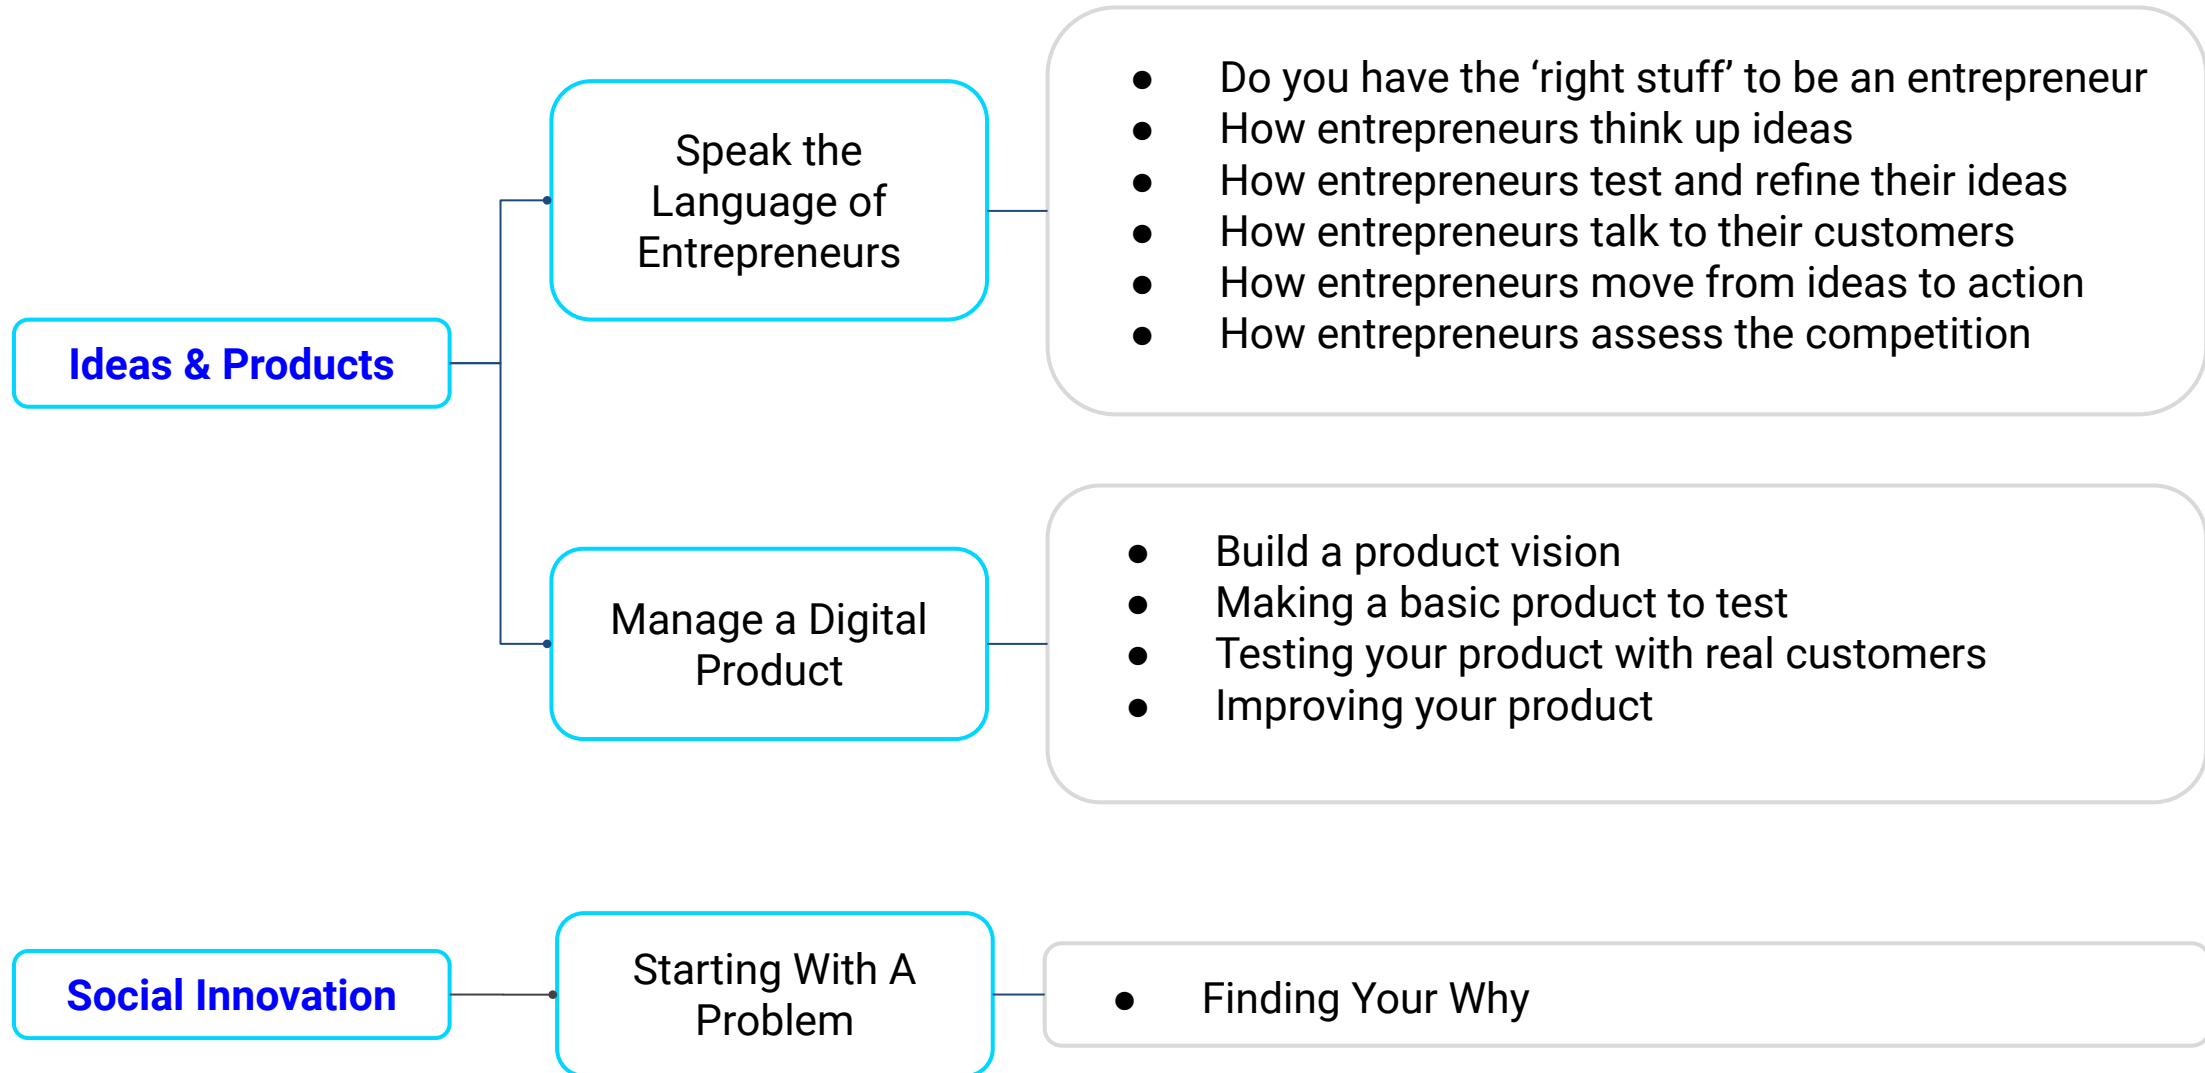 Ideas & Products
Speak the
Language of
Entrepreneurs
● Do you have the ‘right stuff’ to be an entrepreneur
● How entrepreneurs think up ideas
● How entrepreneurs test and refine their ideas
● How entrepreneurs talk to their customers
● How entrepreneurs move from ideas to action
● How entrepreneurs assess the competition
Manage a Digital
Product
● Build a product vision
● Making a basic product to test
● Testing your product with real customers
● Improving your product
Social Innovation
Starting With A
Problem
● Finding Your Why